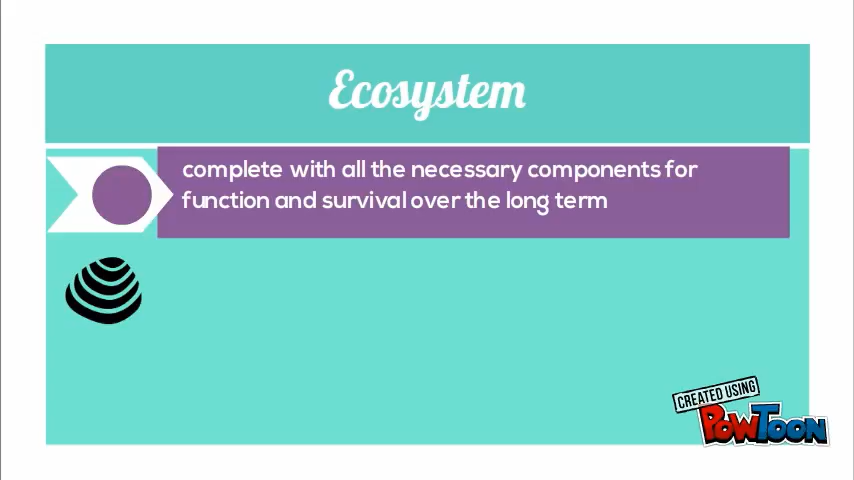 Ecosystem
complete with all the necessary components for
function and survival over the long term
CREATED USING
POWTOON